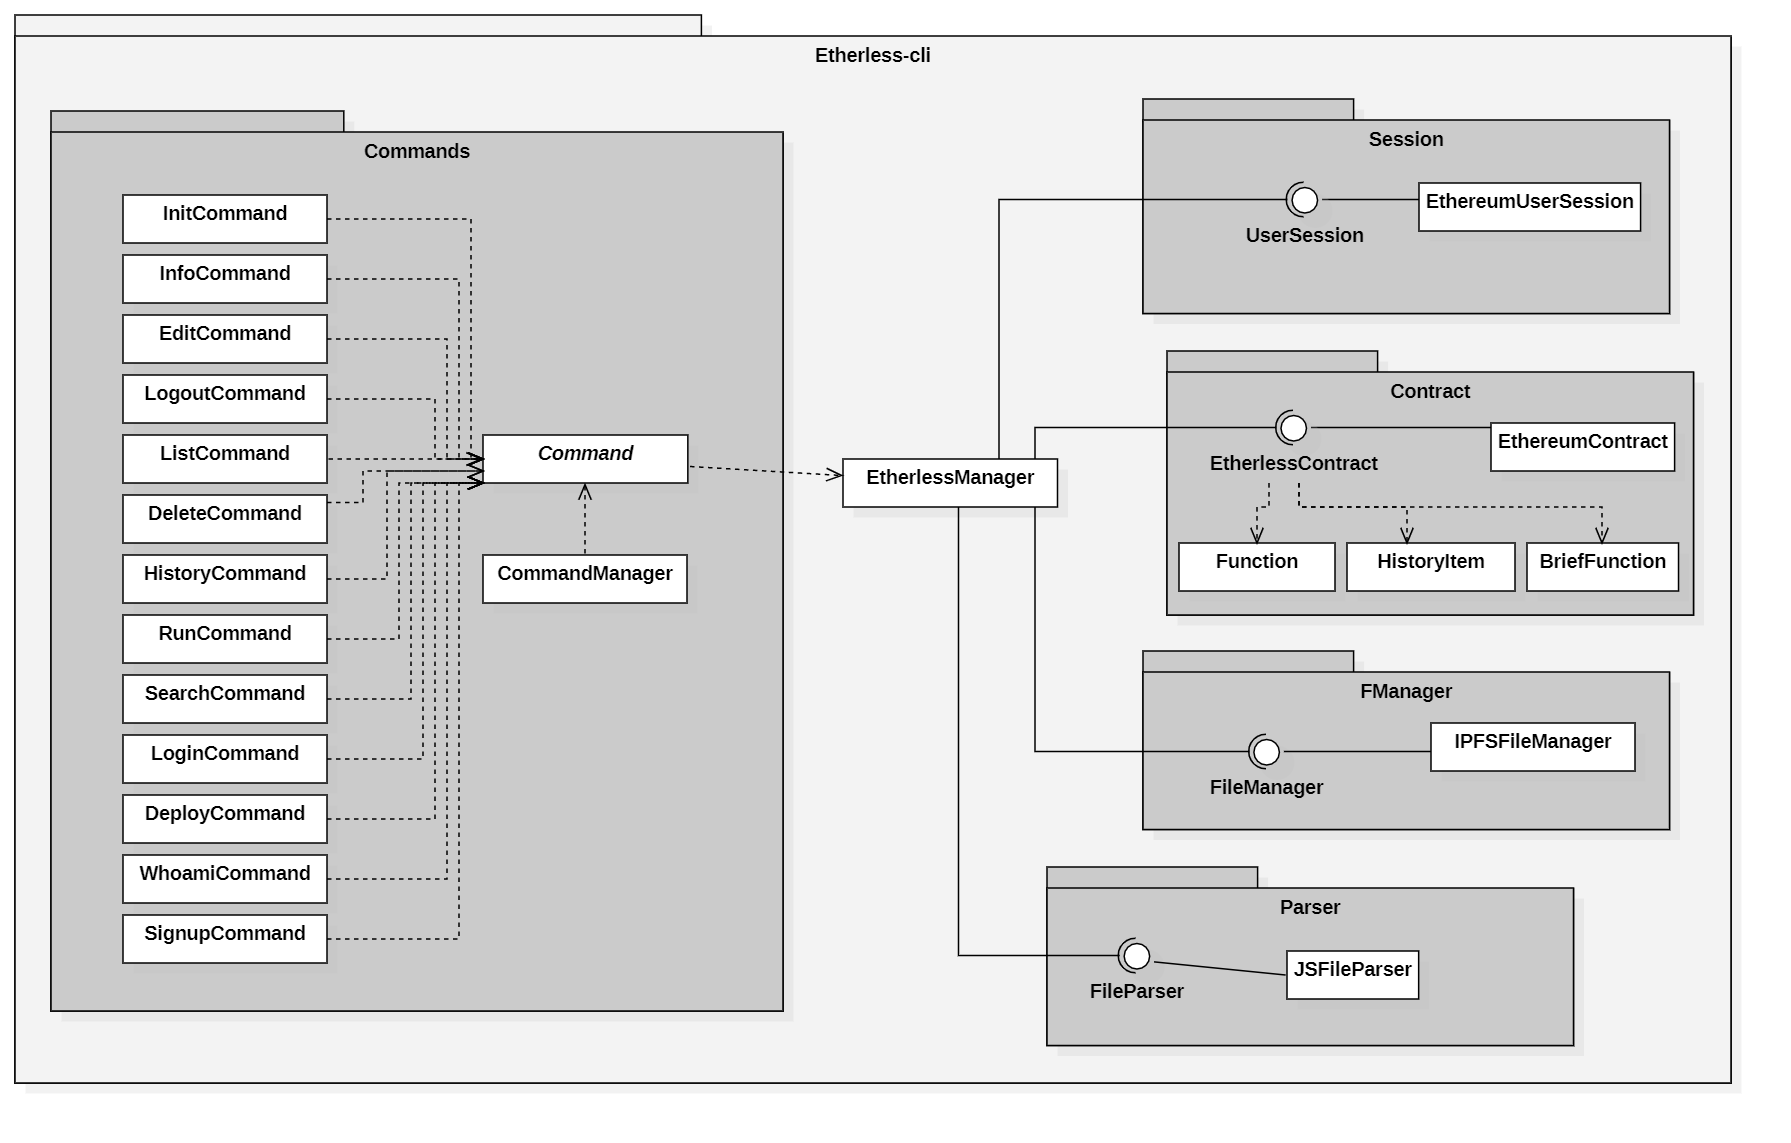 Etherless-cli
Commands
InitCommand
InfoCommand
EditCommand
LogoutCommand
ListCommand
DeleteCommand
HistoryCommand
RunCommand
SearchCommand
LoginCommand
DeployCommand
WhoamiCommand
SignupCommand
Command
CommandManager
EtherlessManager
Session
UserSession
EthereumUserSession
Contract
EtherlessContract
EthereumContract
Function
HistoryItem
BriefFunction
FManager
FileManager
IPFSFileManager
Parser
FileParser
JSFileParser